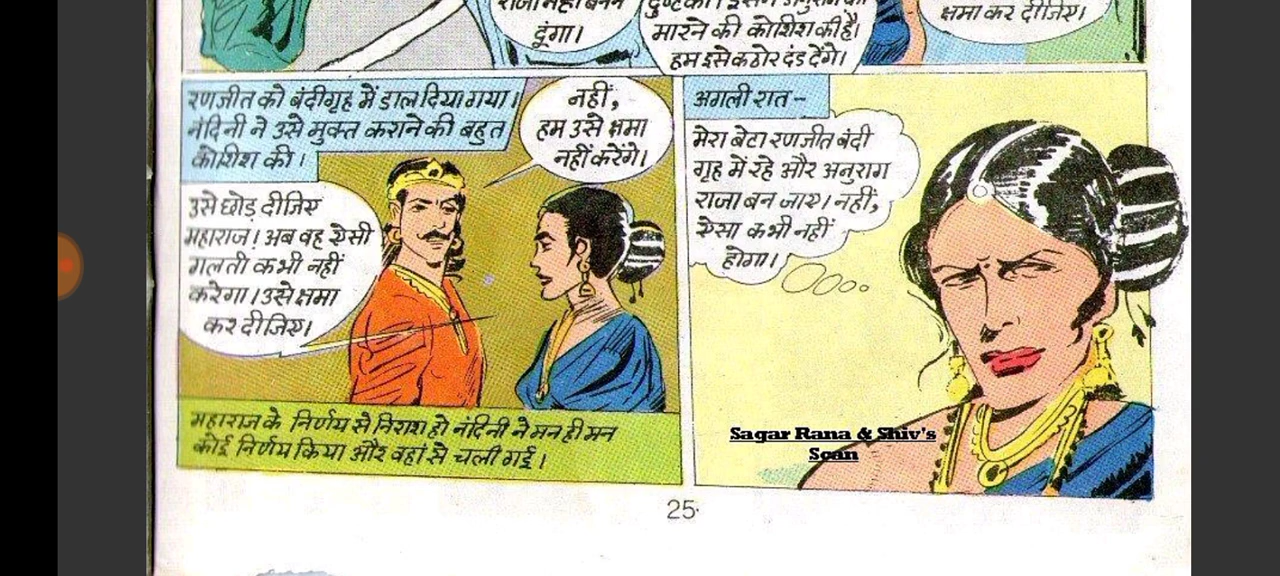 दूंगा।
मारने की कोशिश की है।
हम इसे कठोर दंड देंगे।
क्षमा कर दीजिए।
रणजीत को बंदीगृह में डाल दिया गया।
नंदिनी ने उसे मुक्त कराने की बहुत
कोशिश की।
नहीं,
हम उसे क्षमा
नहीं करेंगे।
उसे छोड़ दीजिए
महाराज! अब वह ऐसी
गलती कभी नहीं
करेगा। उसे क्षमा
कर दीजिए।
महाराज के निर्णय से निराश हो नंदिनी ने मन ही मन
कोई निर्णय किया और वहां से चली गई।
अगली रात -
मेरा बेटा रणजीत बंदी
गृह में रहे और अनुराग
राजा बन जाए। नहीं,
ऐसा कभी नहीं
होगा।
Sagar Rana & Shiv's
Scan
25